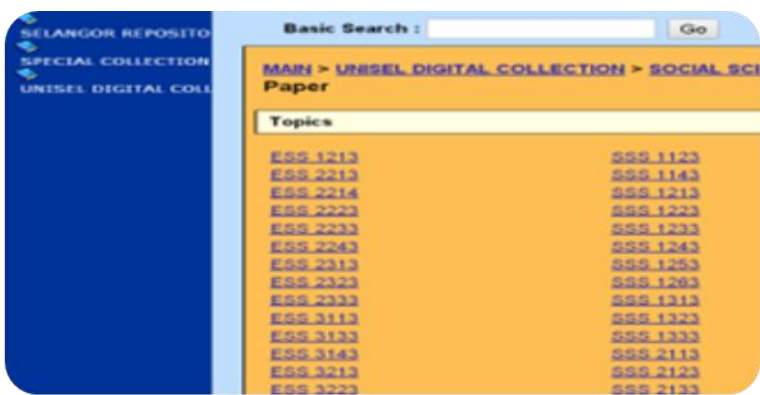 SELANGOR REPOSITO
SPECIAL COLLECTION
UNISEL DIGITAL COLL
Basic Search :
Go
MAIN > UNISEL DIGITAL COLLECTION > SOCIAL SCI
Paper
Topics
ESS 1213
ESS 2213
ESS 2214
ESS 2223
ESS 2233
ESS 2243
ESS 2313
ESS 2323
ESS 2333
ESS 3113
ESS 3133
ESS 3143
ESS 3213
ESS 3223
SSS 1123
SSS 1143
SSS 1213
SSS 1223
SSS 1233
SSS 1243
SSS 1253
SSS 1263
SSS 1313
SSS 1323
SSS 1333
SSS 2113
SSS 2123
SSS 2133